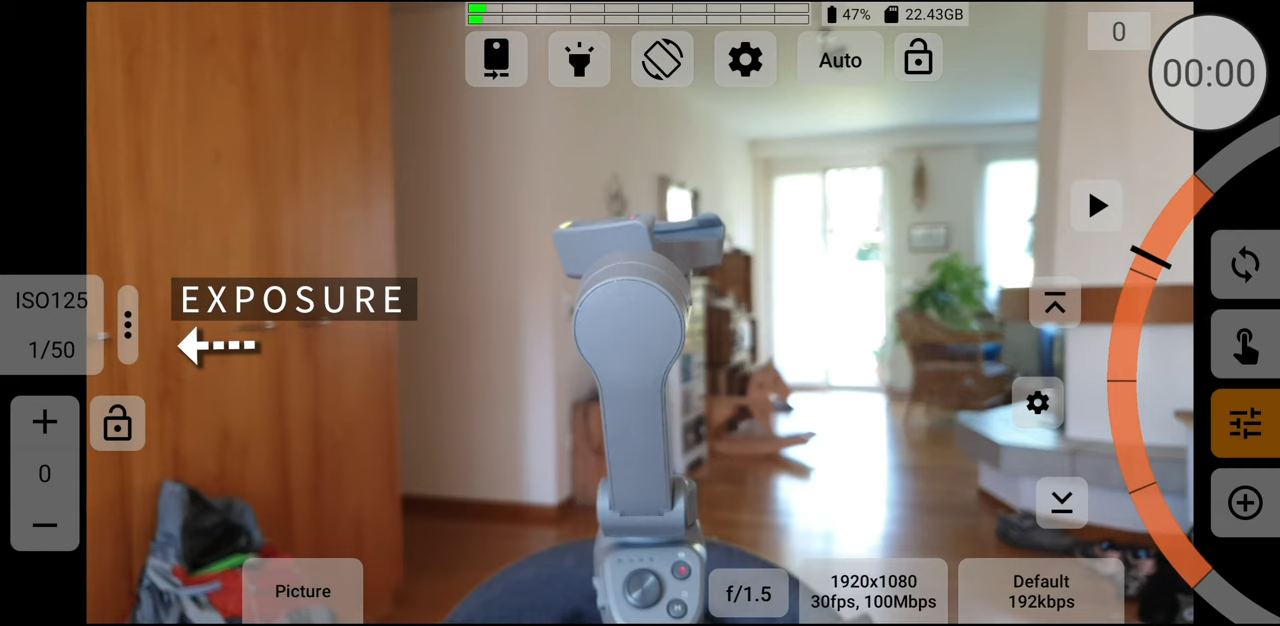 47%
22.43GB
0
00:00
Auto
ISO125
1/50
EXPOSURE
+
0
−
Picture
f/1.5
1920x1080
30fps, 100Mbps
Default
192kbps
M